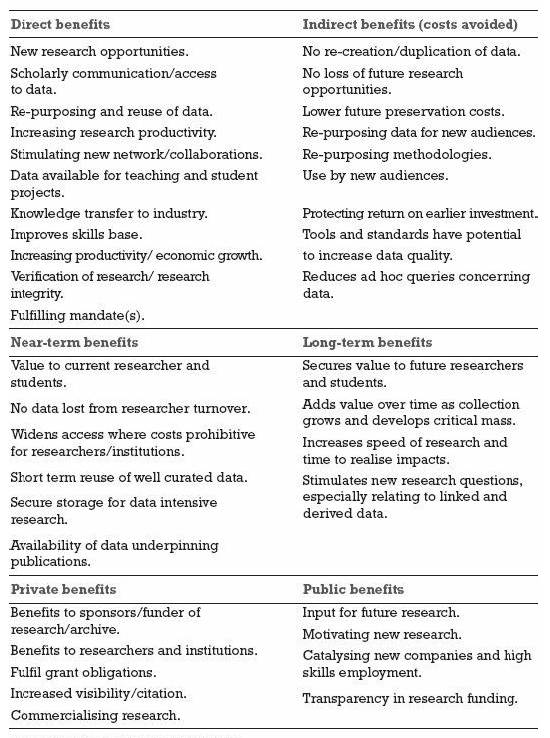 Direct benefits
New research opportunities.
Scholarly communication/access
to data.
Re-purposing and reuse of data.
Increasing research productivity.
Stimulating new network/collaborations.
Data available for teaching and student
projects.
Knowledge transfer to industry.
Improves skills base.
Increasing productivity/ economic growth.
Verification of research/ research
integrity.
Fulfilling mandate(s).
Indirect benefits (costs avoided)
No re-creation/duplication of data.
No loss of future research
opportunities.
Lower future preservation costs.
Re-purposing data for new audiences.
Re-purposing methodologies.
Use by new audiences.
Protecting return on earlier investment.
Tools and standards have potential
to increase data quality.
Reduces ad hoc queries concerning
data.
Near-term benefits
Value to current researcher and
students.
No data lost from researcher turnover.
Widens access where costs prohibitive
for researchers/institutions.
Short term reuse of well curated data.
Secure storage for data intensive
research.
Availability of data underpinning
publications.
Long-term benefits
Secures value to future researchers
and students.
Adds value over time as collection
grows and develops critical mass.
Increases speed of research and
time to realise impacts.
Stimulates new research questions,
especially relating to linked and
derived data.
Private benefits
Benefits to sponsors/funder of
research/archive.
Benefits to researchers and institutions.
Fulfil grant obligations.
Increased visibility/citation.
Commercialising research.
Public benefits
Input for future research.
Motivating new research.
Catalysing new companies and high
skills employment.
Transparency in research funding.